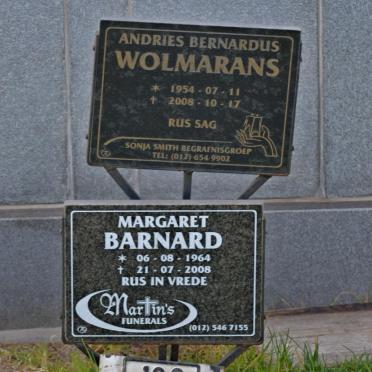 ANDRIES BERNARDUS
WOLMARANS
* 1954 - 07 - 11
† 2008 - 10 - 17
RUS SAG
SONJA SMITH BEGRAFNISGROEP
TEL: (012) 654 9902
MARGARET
BARNARD
* 06 - 08 - 1964
† 21 - 07 - 2008
RUS IN VREDE
Martin's
FUNERALS
(012) 546 7155